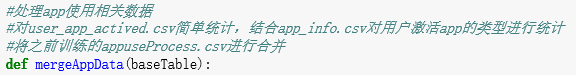 #处理app使用相关数据
#对user_app_actived.csv简单统计，结合app_info.csv对用户激活app的类型进行统计
#将之前训练的appuseProcess.csv进行合并
def mergeAppData(baseTable):